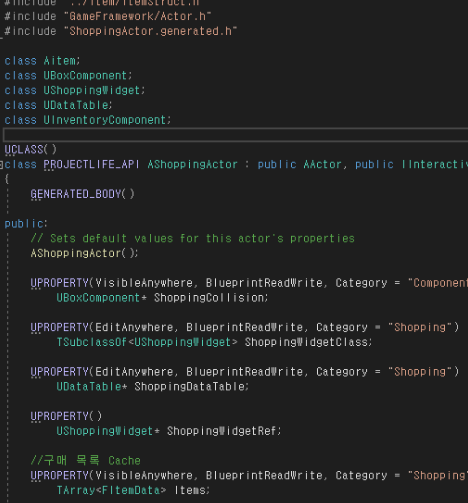 #include "../Item/ItemStruct.h"
#include "GameFramework/Actor.h"
#include "ShoppingActor.generated.h"
class Aitem;
class UBoxComponent;
class UShoppingWidget;
class UDataTable;
class UInventoryComponent;
UCLASS()
class PROJECTLIFE_API AShoppingActor : public AActor, public IInteractiv
{
GENERATED_BODY()
public:
// Sets default values for this actor's properties
AShoppingActor();
UPROPERTY(VisibleAnywhere, BlueprintReadWrite, Category = "Component
UBoxComponent* ShoppingCollision;
UPROPERTY(EditAnywhere, BlueprintReadWrite, Category = "Shopping")
TSubclassOf<UShoppingWidget> ShoppingWidgetClass;
UPROPERTY(EditAnywhere, BlueprintReadWrite, Category = "Shopping")
UDataTable* ShoppingDataTable;
UPROPERTY()
UShoppingWidget* ShoppingWidgetRef;
//구매 목록 Cache
UPROPERTY(VisibleAnywhere, BlueprintReadWrite, Category = "Shopping"
TArray<FItemData> Items;